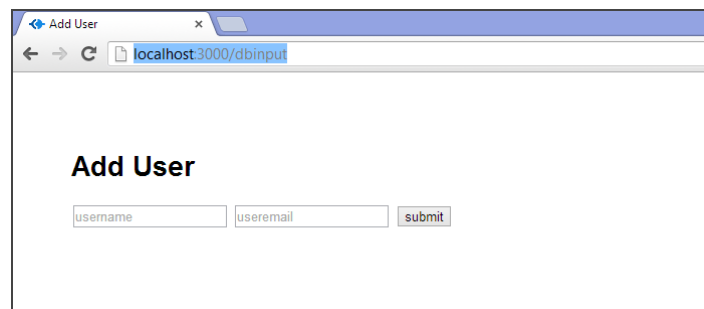 Add User
localhost:3000/dbinput
Add User
username useremail submit